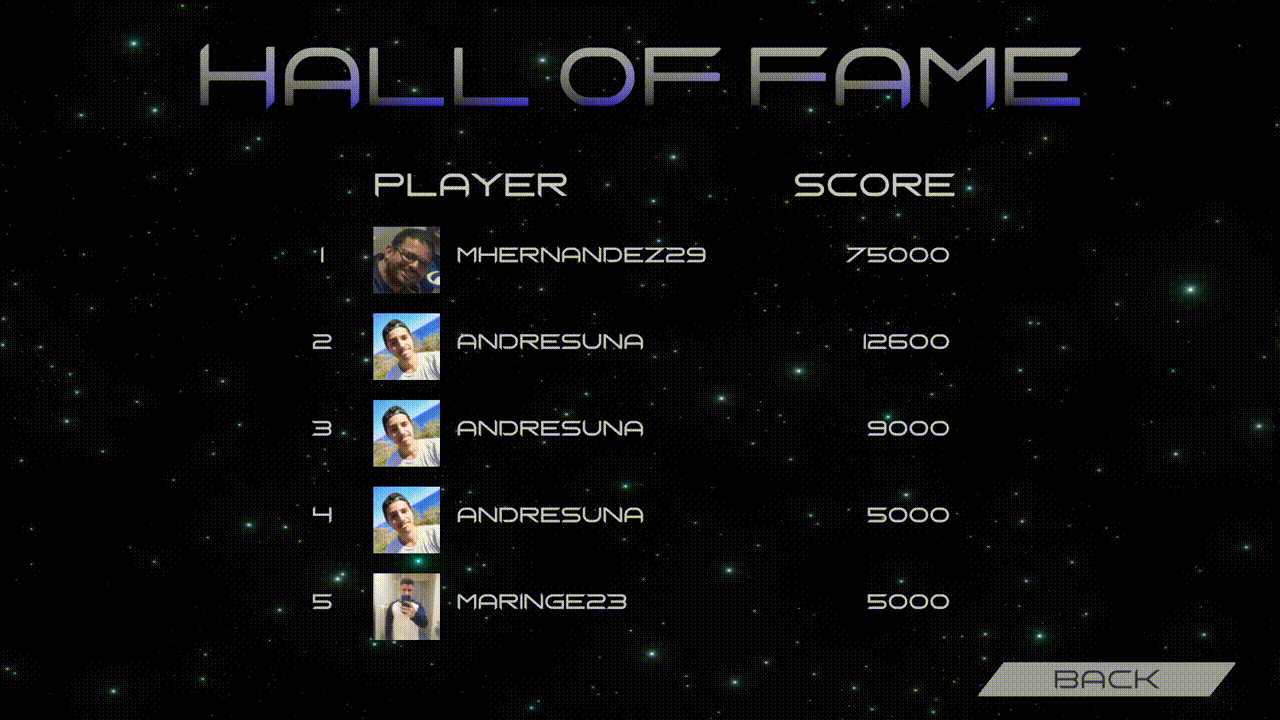 HALL OF FAME
PLAYER SCORE
1 MHERNANDEZ29 75000
2 ANDRESUNA 12600
3 ANDRESUNA 9000
4 ANDRESUNA 5000
5 MARINGE23 5000
BACK